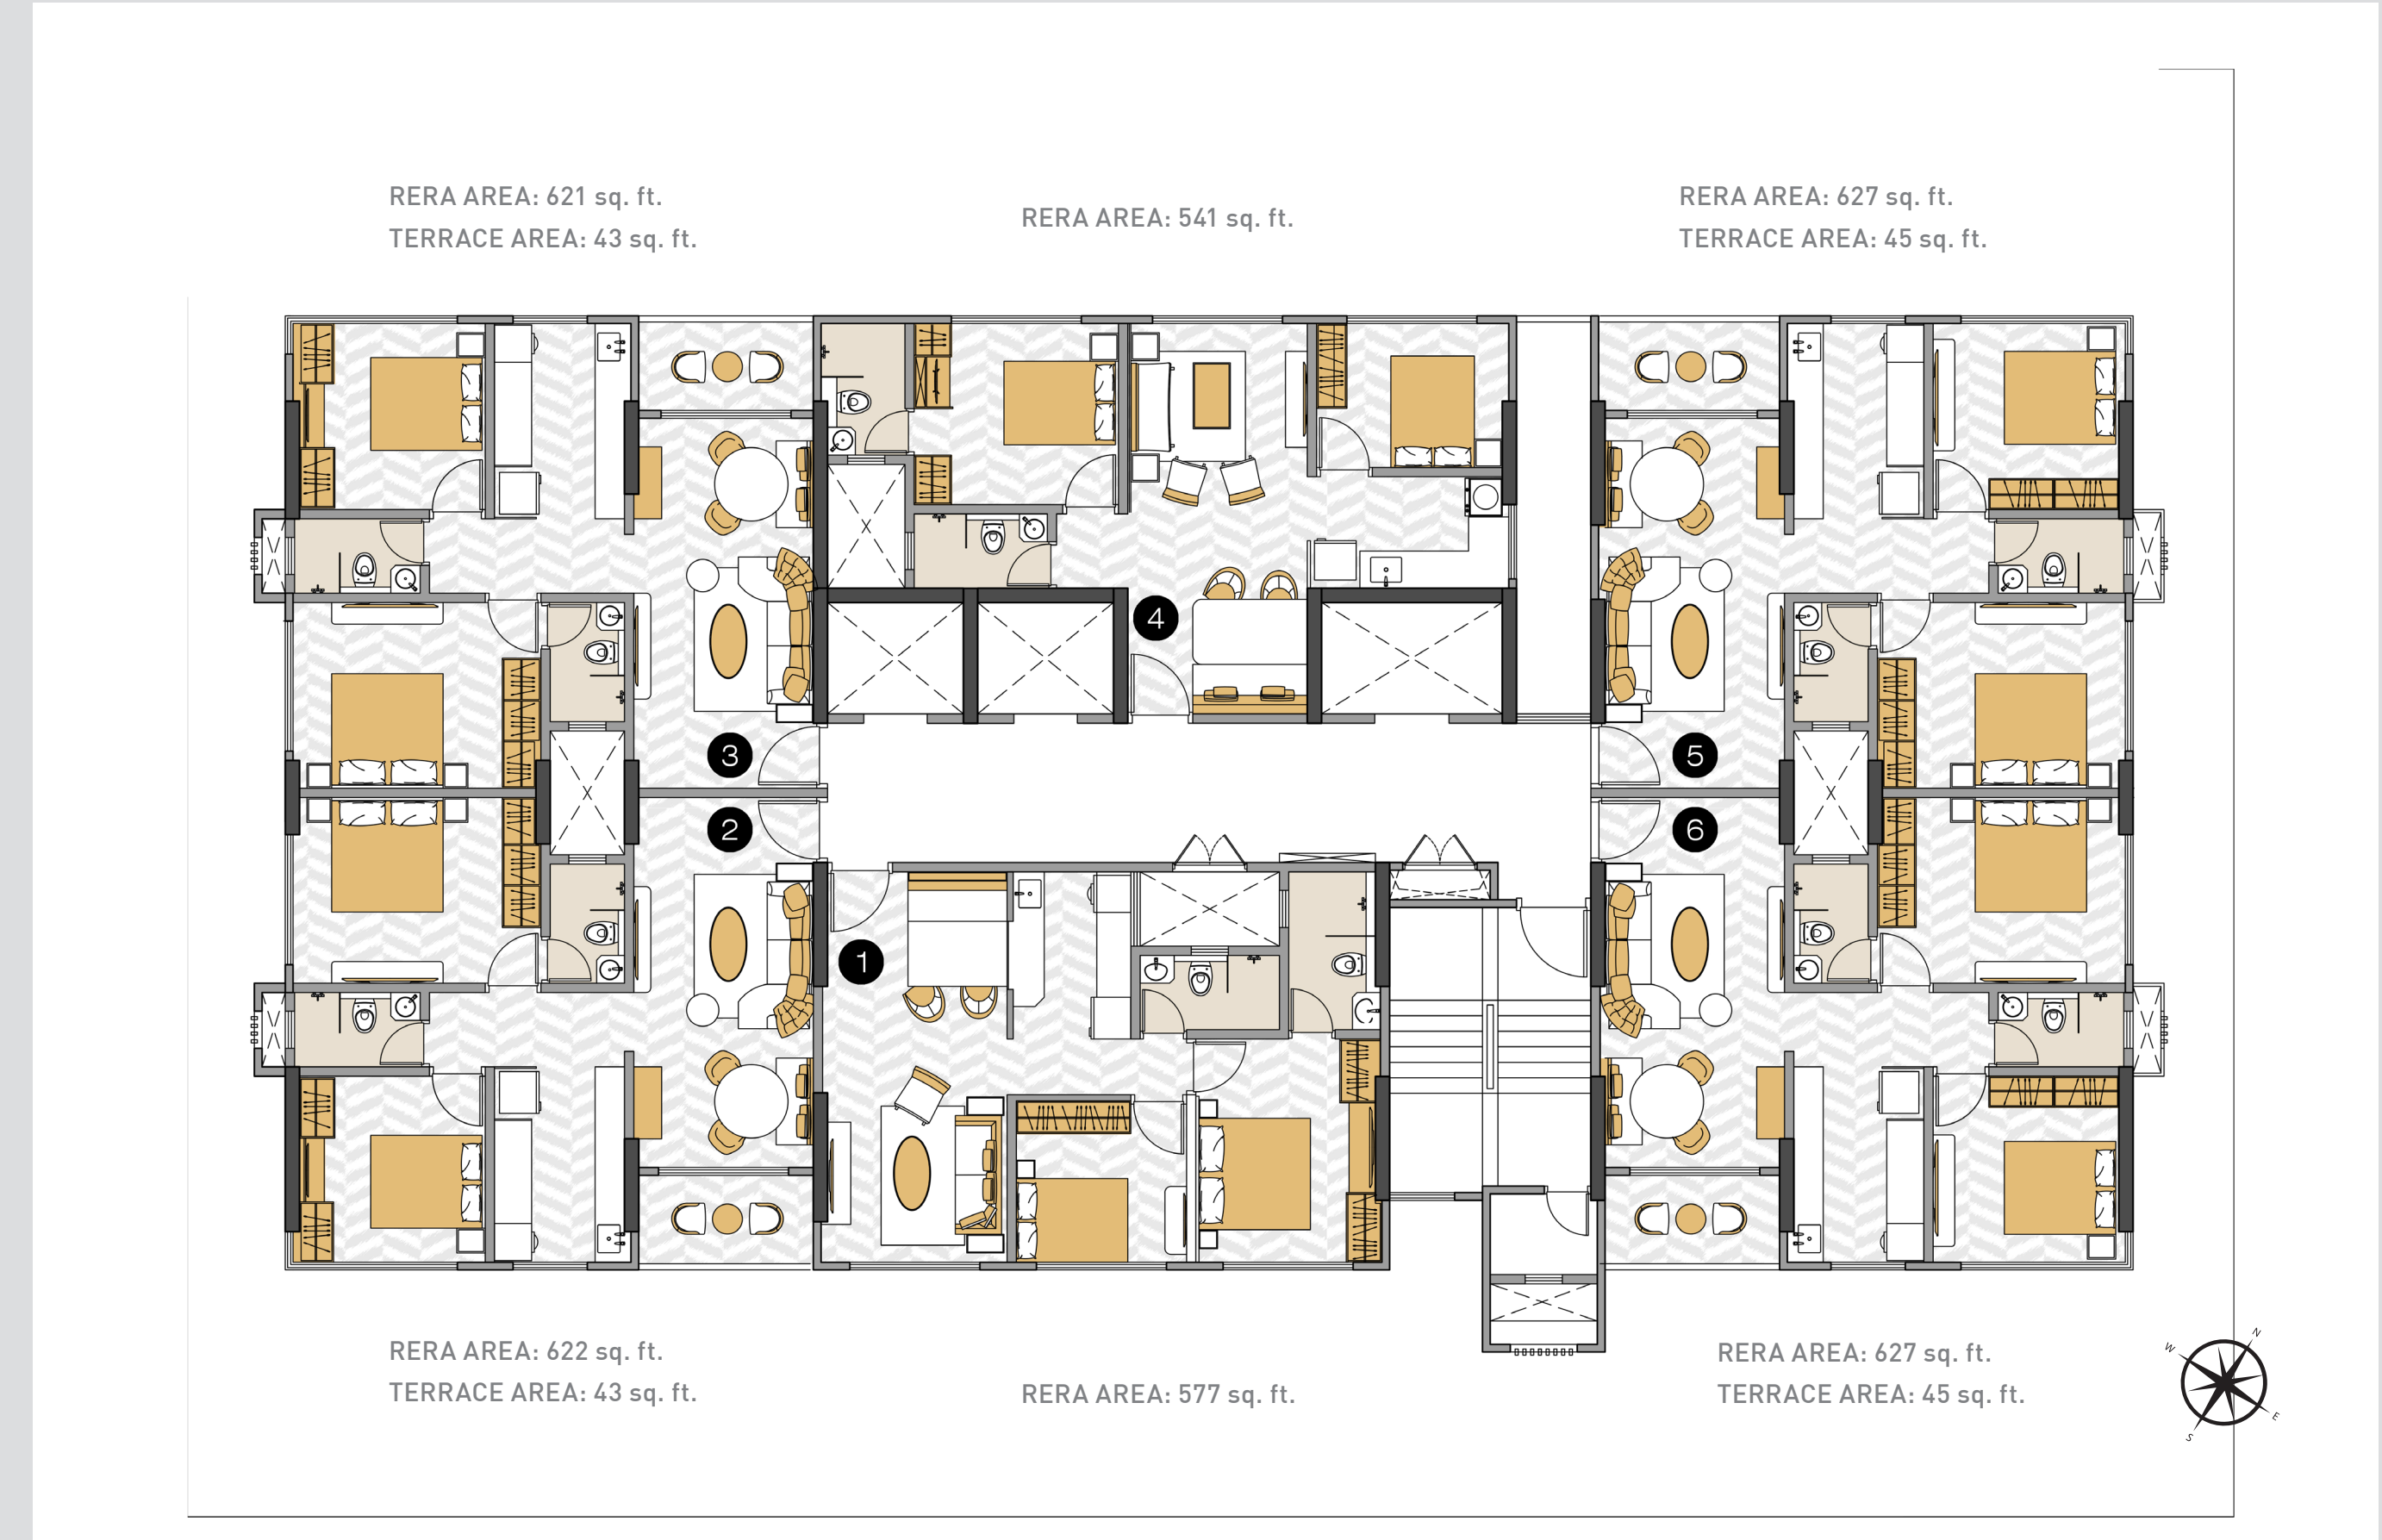 RERA AREA: 621 sq. ft.
TERRACE AREA: 43 sq. ft.
RERA AREA: 541 sq. ft.
RERA AREA: 627 sq. ft.
TERRACE AREA: 45 sq. ft.
4
3
5
2
6
1
RERA AREA: 622 sq. ft.
TERRACE AREA: 43 sq. ft.
RERA AREA: 577 sq. ft.
RERA AREA: 627 sq. ft.
TERRACE AREA: 45 sq. ft.
N
W
E
S